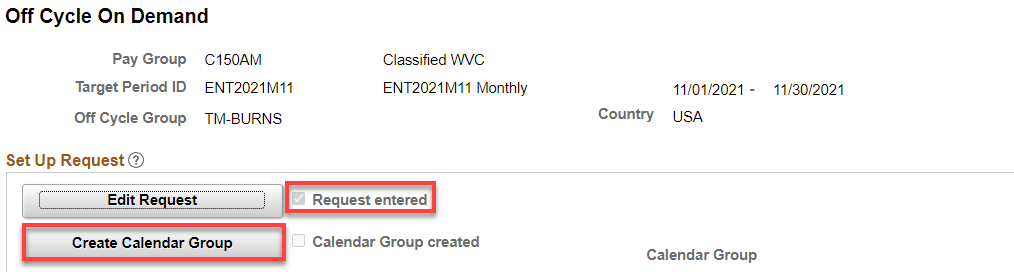 Off Cycle On Demand
Pay Group C150AM Classified WVC
Target Period ID ENT2021M11 ENT2021M11 Monthly 11/01/2021 - 11/30/2021
Off Cycle Group TM-BURNS Country USA
Set Up Request ?
Edit Request Request entered
Create Calendar Group Calendar Group created
Calendar Group